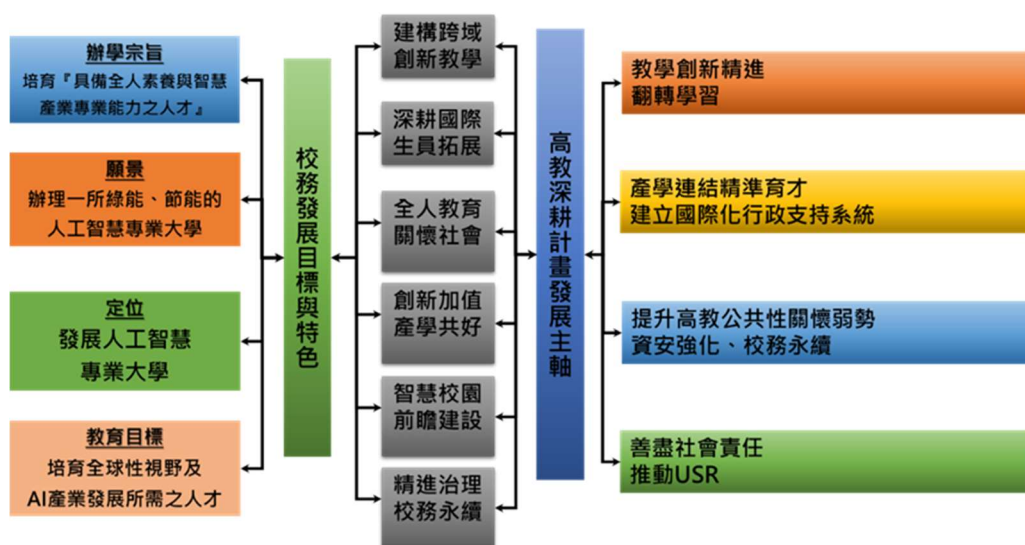 辦學宗旨
培育『具備全人素養與智慧
產業專業能力之人才』
願景
辦理一所綠能、節能的
人工智慧專業大學
定位
發展人工智慧
專業大學
教育目標
培育全球性視野及
AI產業發展所需之人才
校務發展目標與特色
建構跨域
創新教學
深耕國際
生員拓展
全人教育
關懷社會
創新加值
產學共好
智慧校園
前瞻建設
精進治理
校務永續
高教深耕計畫發展主軸
教學創新精進
翻轉學習
產學連結精準育才
建立國際化行政支持系統
提升高教公共性關懷弱勢
資安強化、校務永續
善盡社會責任
推動USR